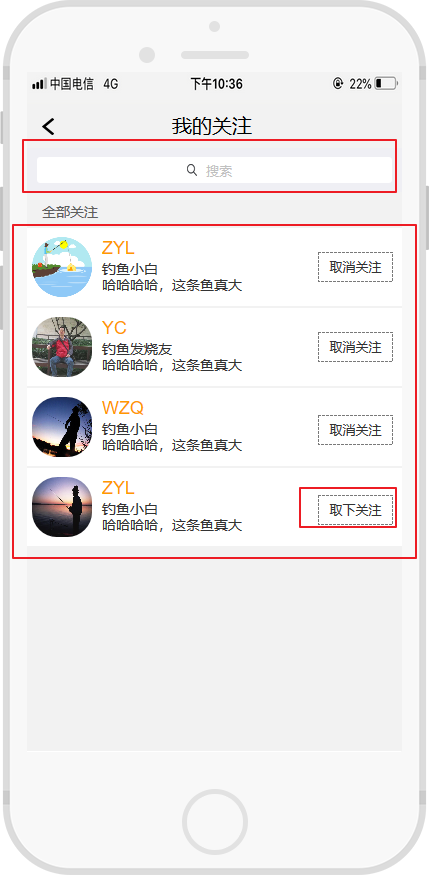 中国电信 4G 下午10:36 22%
我的关注
搜索
全部关注
ZYL
钓鱼小白
哈哈哈哈，这条鱼真大
取消关注
YC
钓鱼发烧友
哈哈哈哈，这条鱼真大
取消关注
WZQ
钓鱼小白
哈哈哈哈，这条鱼真大
取消关注
ZYL
钓鱼小白
哈哈哈哈，这条鱼真大
取下关注